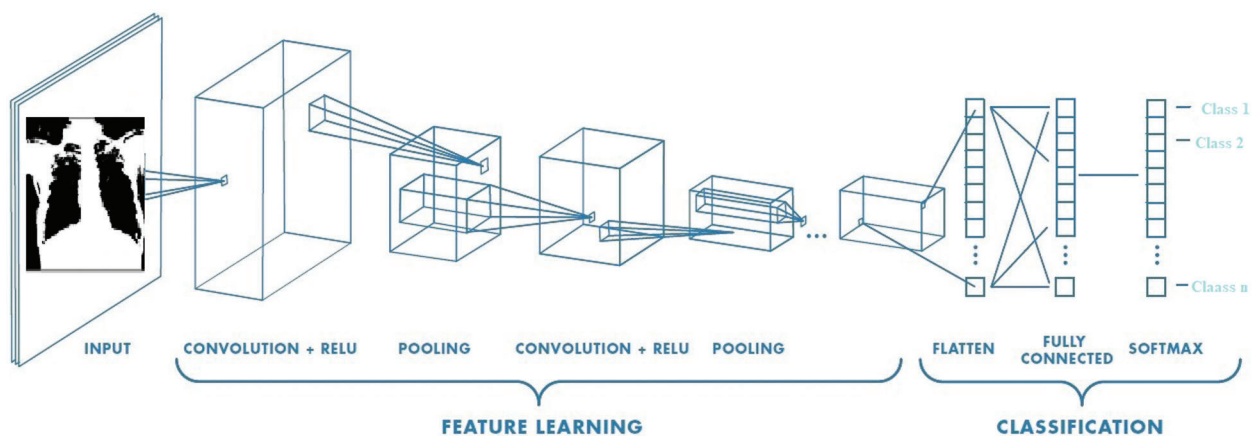 Class 1
Class 2
Claass n
INPUT
CONVOLUTION + RELU
POOLING
CONVOLUTION + RELU
POOLING
FLATTEN
FULLY
CONNECTED
SOFTMAX
FEATURE LEARNING
CLASSIFICATION